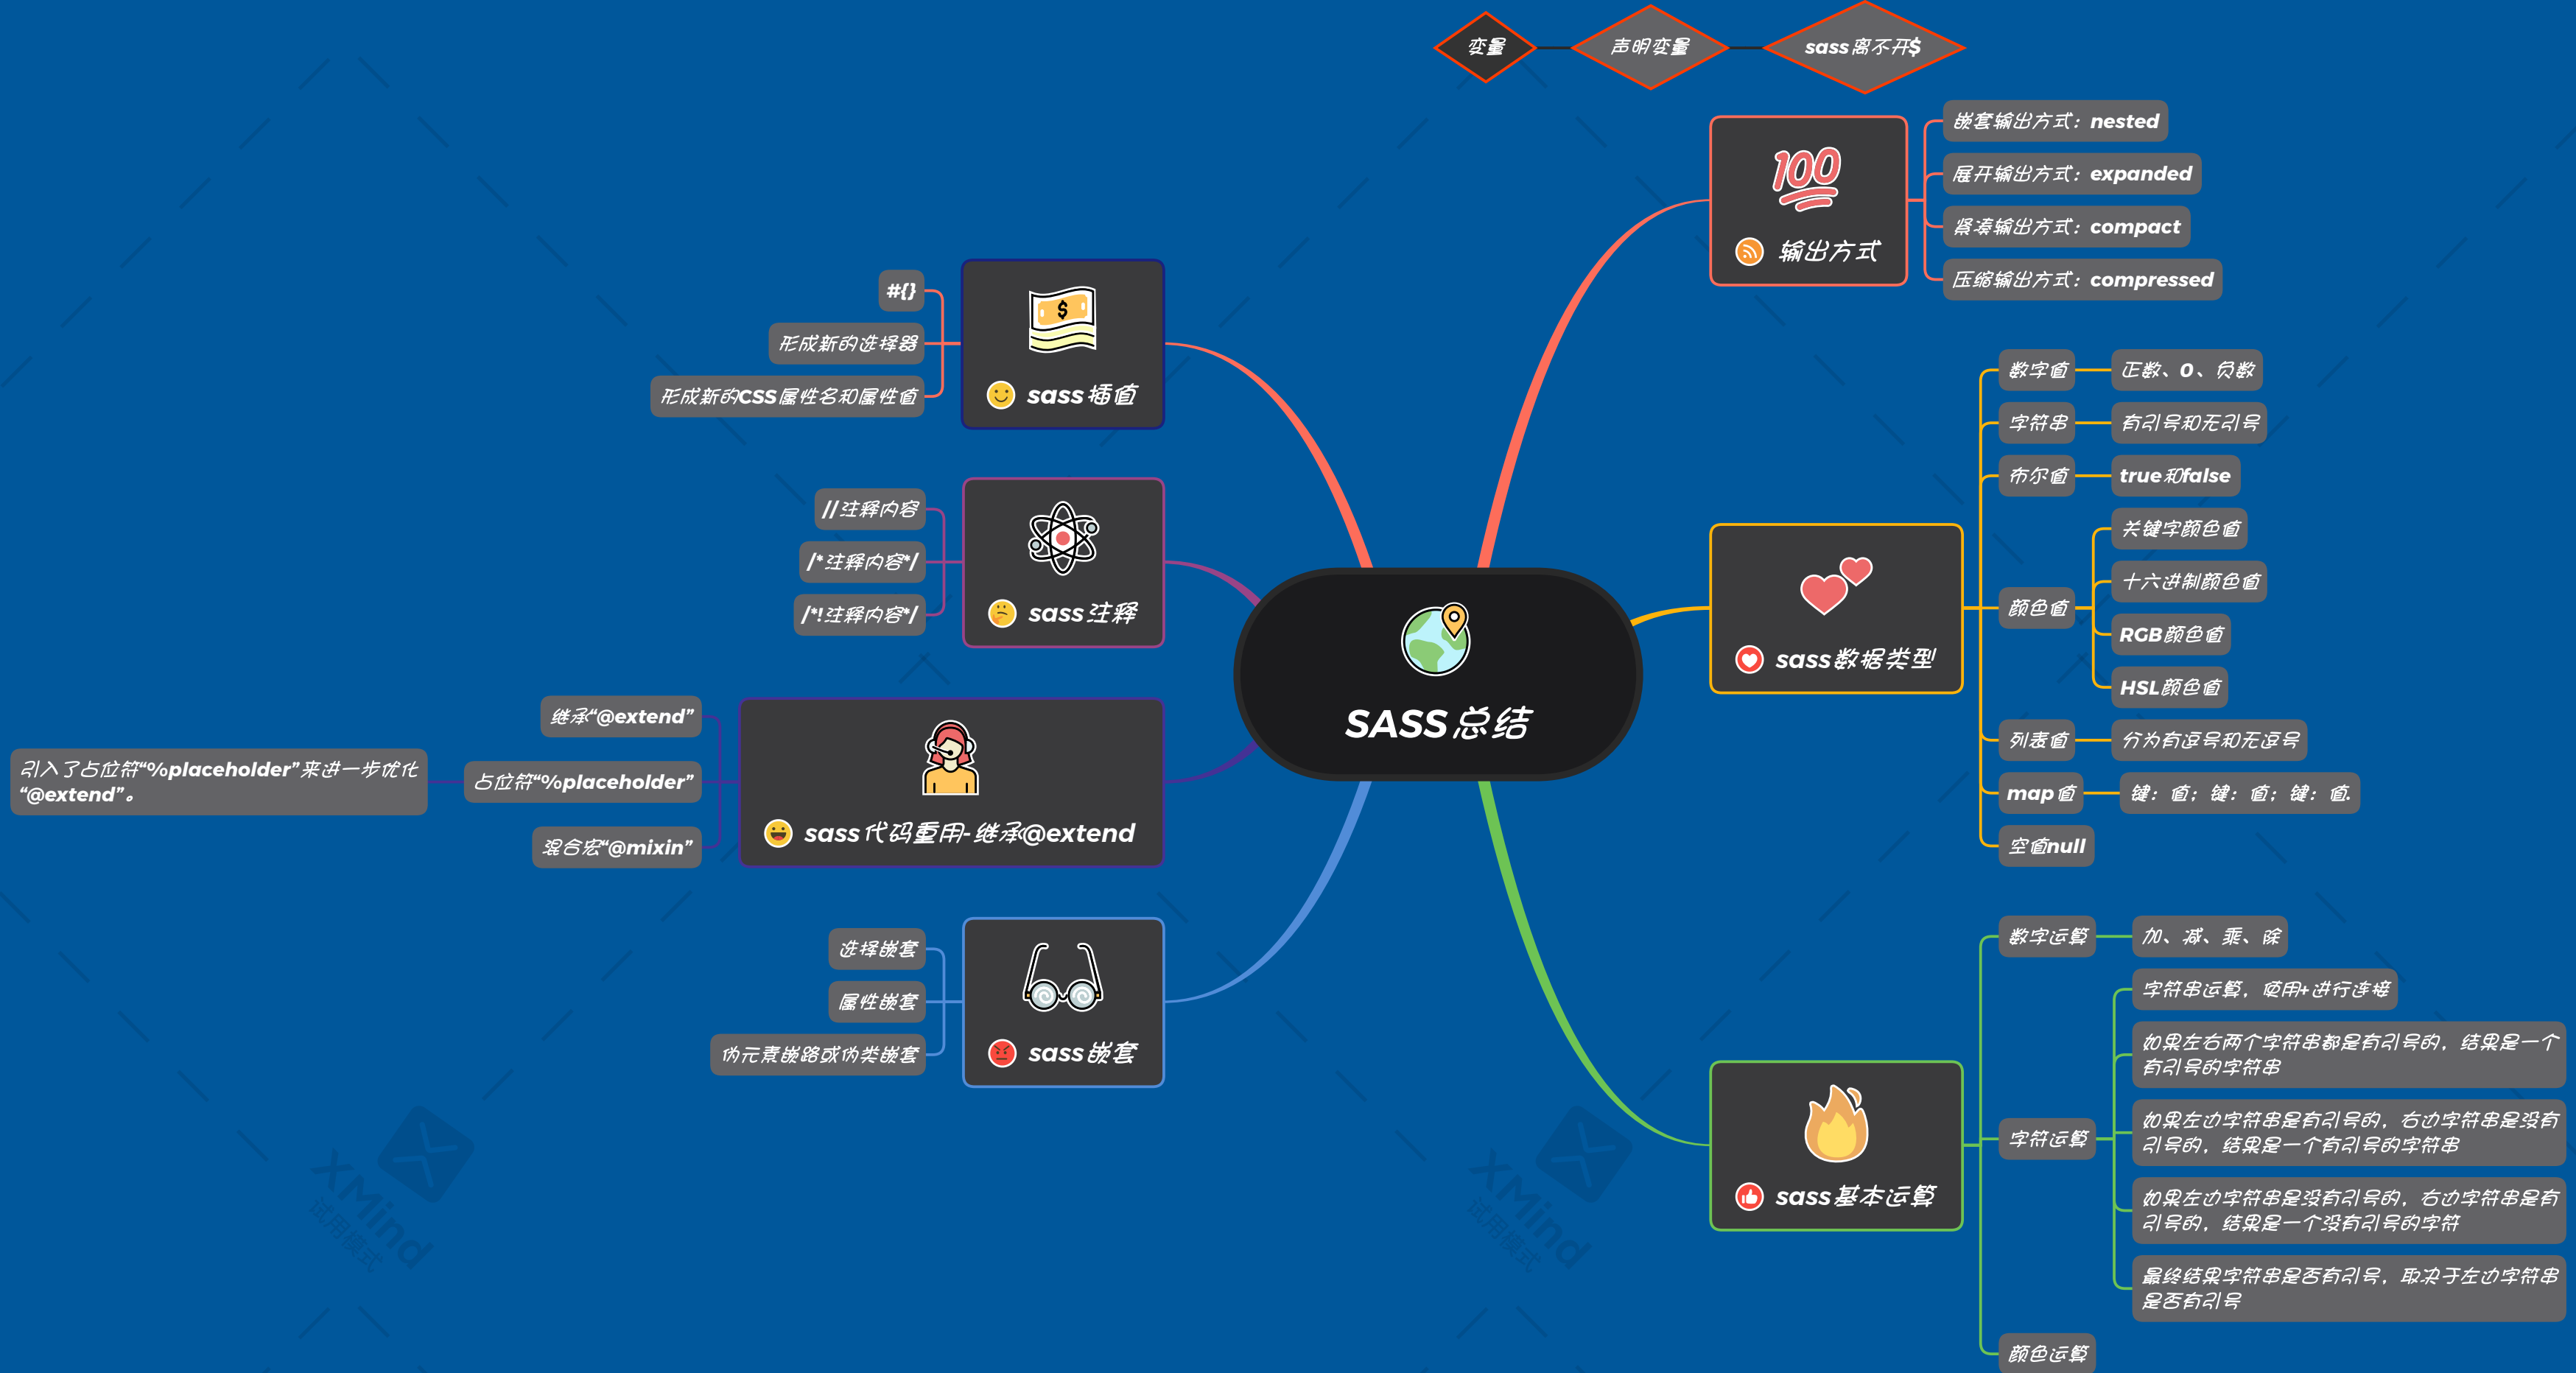 变量
声明变量
sass离不开$
SASS总结
输出方式
嵌套输出方式：nested
展开输出方式：expanded
紧凑输出方式：compact
压缩输出方式：compressed
sass数据类型
数字值
正数、0、负数
字符串
有引号和无引号
布尔值
true和false
颜色值
关键字颜色值
十六进制颜色值
RGB颜色值
HSL颜色值
列表值
分为有逗号和无逗号
map值
键：值；键：值；键：值.
空值null
sass基本运算
数字运算
加、减、乘、除
字符运算
字符串运算，使用+进行连接
如果左右两个字符串都是有引号的，结果是一个
有引号的字符串
如果左边字符串是有引号的，右边字符串是没有
引号的，结果是一个有引号的字符串
如果左边字符串是没有引号的，右边字符串是有
引号的，结果是一个没有引号的字符
最终结果字符串是否有引号，取决于左边字符串
是否有引号
颜色运算
sass插值
#{}
形成新的选择器
形成新的CSS属性名和属性值
sass注释
//注释内容
/*注释内容*/
/*!注释内容*/
sass代码重用-继承@extend
继承“@extend”
占位符“%placeholder”
引入了占位符“%placeholder”来进一步优化
“@extend”。
混合宏“@mixin”
sass嵌套
选择嵌套
属性嵌套
伪元素嵌路或伪类嵌套
XMind
试用模式
XMind
试用模式